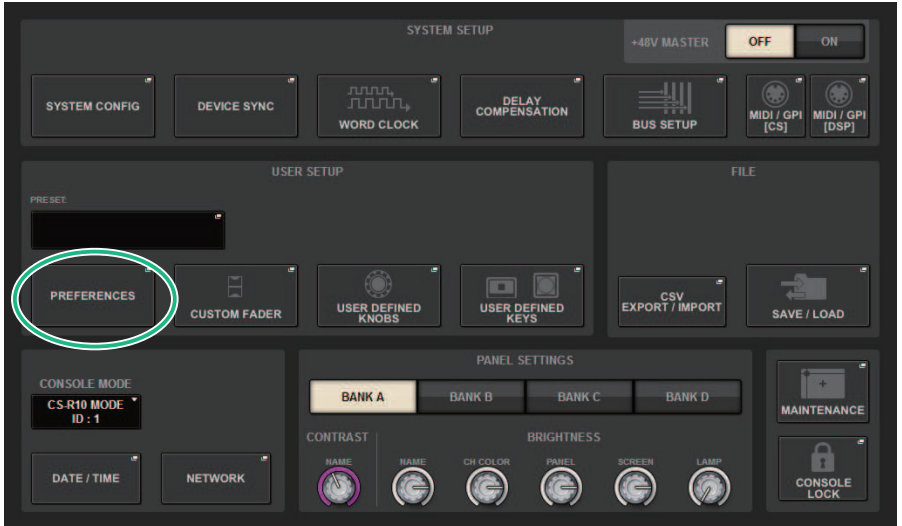 SYSTEM SETUP
+48V MASTER
OFF
ON
SYSTEM CONFIG
DEVICE SYNC
WORD CLOCK
DELAY
COMPENSATION
BUS SETUP
MIDI / GPI
[CS]
MIDI / GPI
[DSP]
USER SETUP
PRESET:
PREFERENCES
CUSTOM FADER
USER DEFINED
KNOBS
USER DEFINED
KEYS
FILE
CSV
EXPORT / IMPORT
SAVE / LOAD
CONSOLE MODE
CS-R10 MODE
ID : 1
DATE / TIME
NETWORK
PANEL SETTINGS
BANK A
BANK B
BANK C
BANK D
CONTRAST
BRIGHTNESS
NAME
NAME
CH COLOR
PANEL
SCREEN
LAMP
MAINTENANCE
CONSOLE
LOCK